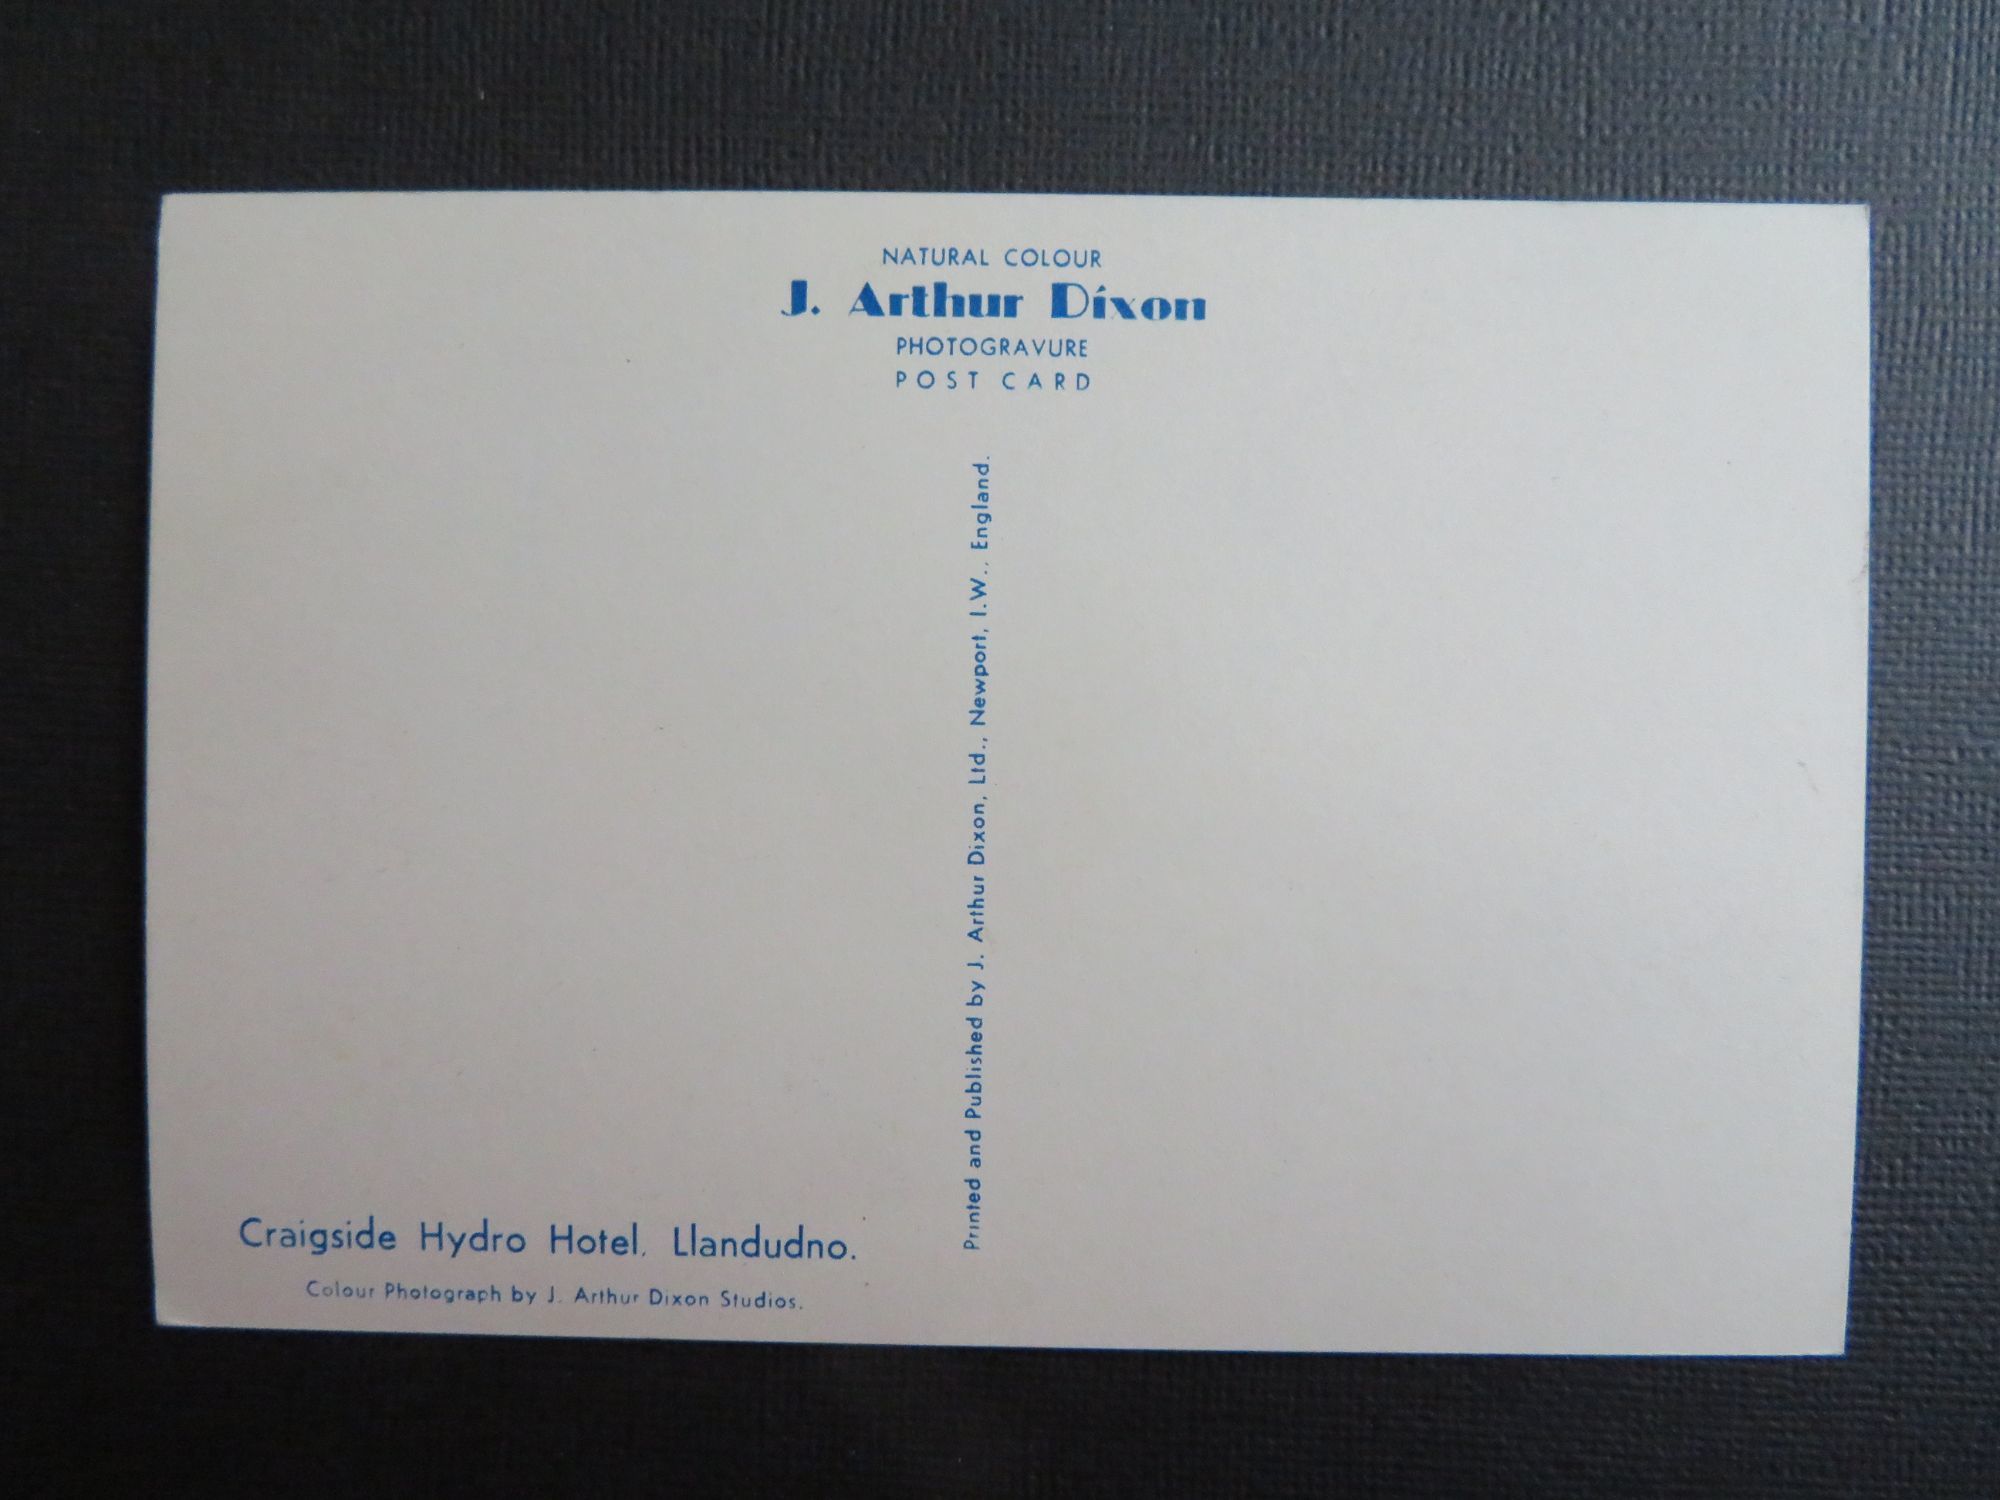 NATURAL COLOUR
J. Arthur Dixon
PHOTOGRAVURE
POST CARD
Printed and Published by J. Arthur Dixon, Ltd., Newport, I.W., England.
Craigside Hydro Hotel, Llandudno.
Colour Photograph by J. Arthur Dixon Studios.